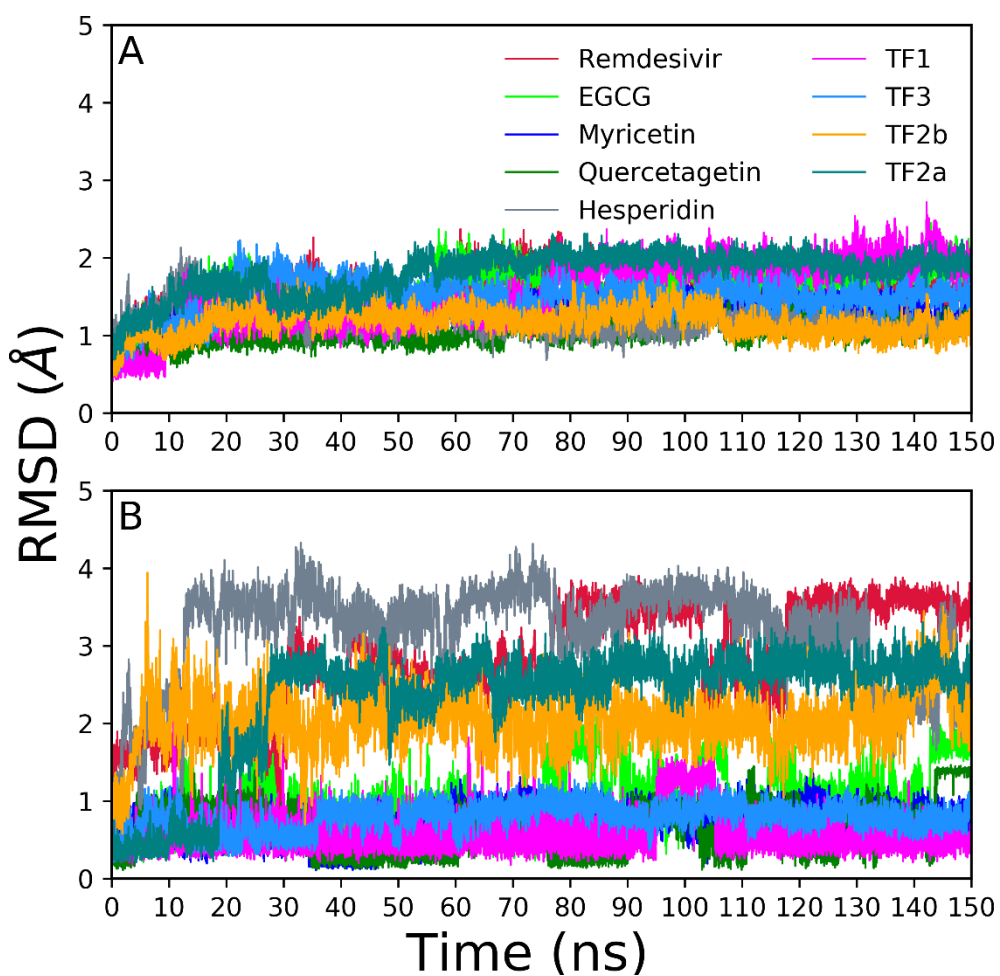 A
Remdesivir
EGCG
Myricetin
Quercetagetin
Hesperidin
TF1
TF3
TF2b
TF2a
5
4
3
2
1
0
0 10 20 30 40 50 60 70 80 90 100 110 120 130 140 150
RMSD (Å)
B
5
4
3
2
1
0
0 10 20 30 40 50 60 70 80 90 100 110 120 130 140 150
Time (ns)